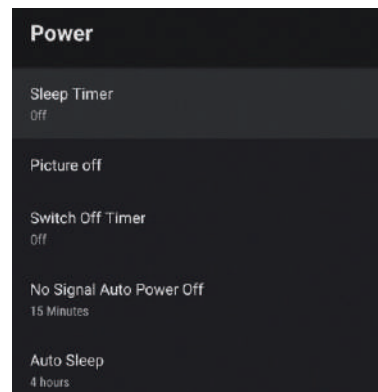 Power
Sleep Timer
Off
Picture off
Switch Off Timer
Off
No Signal Auto Power Off
15 Minutes
Auto Sleep
4 hours